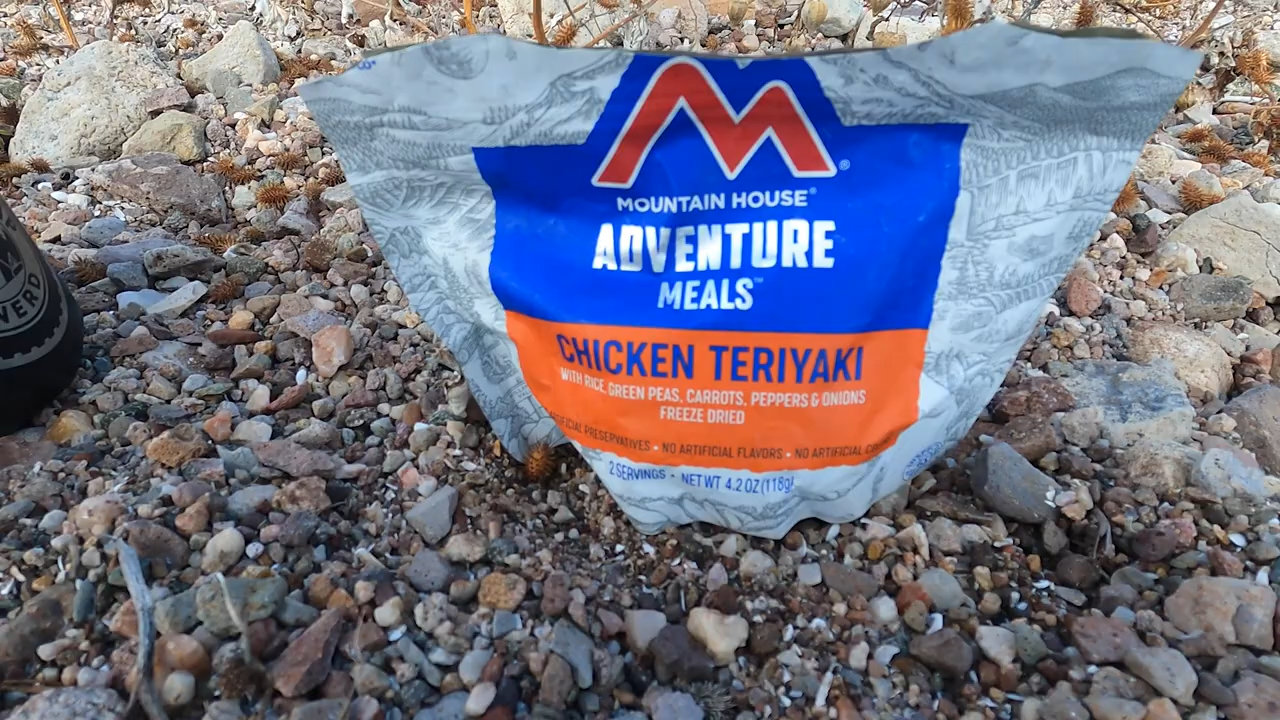 MOUNTAIN HOUSE®
ADVENTURE
MEALS™
CHICKEN TERIYAKI
WITH RICE, GREEN PEAS, CARROTS, PEPPERS & ONIONS
FREEZE DRIED
PRESERVATIVES • NO ARTIFICIAL FLAVORS • NO ARTIFICIAL
2 SERVINGS • NET WT 4.2 OZ (118g)